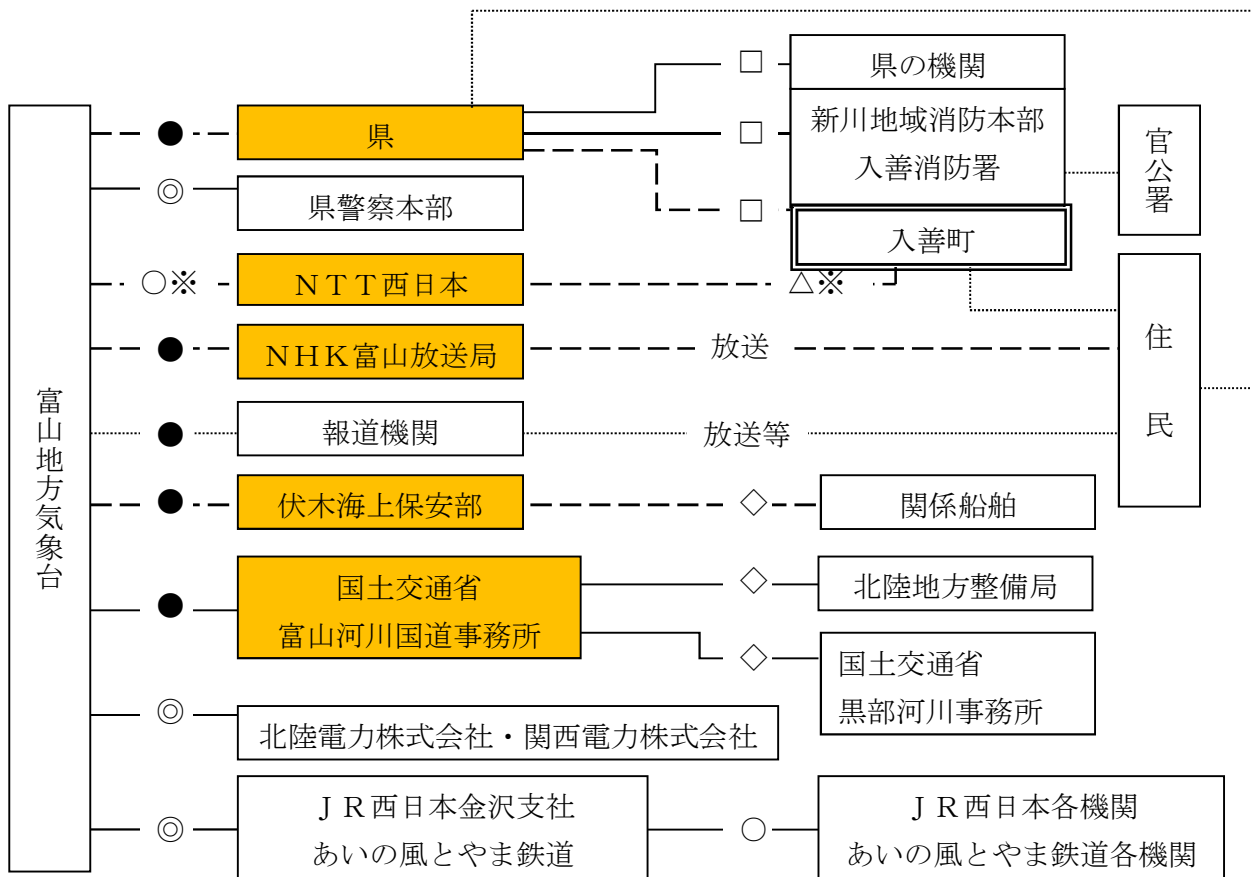 富山地方気象台
● 県
□ 県の機関
□ 新川地域消防本部
入善消防署
□ 入善町
官公署
◎ 県警察本部
○※ ＮＴＴ西日本 △※
● ＮＨＫ富山放送局 放送
住民
● 報道機関 放送等
● 伏木海上保安部 ◇ 関係船舶
● 国土交通省
富山河川国道事務所
◇ 北陸地方整備局
◇ 国土交通省
黒部河川事務所
◎ 北陸電力株式会社・関西電力株式会社
◎ ＪＲ西日本金沢支社
あいの風とやま鉄道
○ ＪＲ西日本各機関
あいの風とやま鉄道各機関